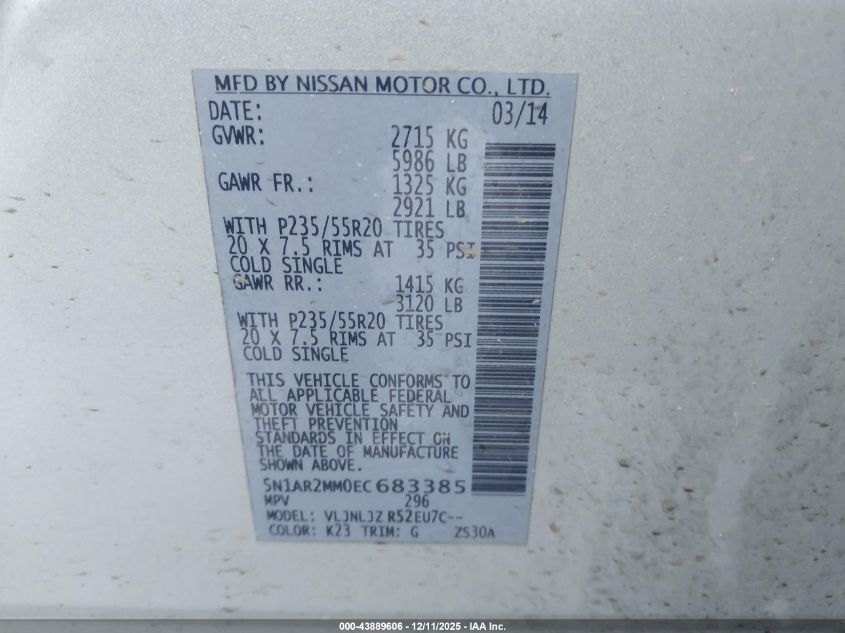 MFD BY NISSAN MOTOR CO., LTD.
DATE: 03/14
GVWR: 2715 KG
5986 LB
GAWR FR.: 1325 KG
2921 LB
WITH P235/55R20 TIRES
20 X 7.5 RIMS AT 35 PSI
COLD SINGLE
GAWR RR.: 1415 KG
3120 LB
WITH P235/55R20 TIRES
20 X 7.5 RIMS AT 35 PSI
COLD SINGLE
THIS VEHICLE CONFORMS TO
ALL APPLICABLE FEDERAL
MOTOR VEHICLE SAFETY AND
THEFT PREVENTION
STANDARDS IN EFFECT ON
THE DATE OF MANUFACTURE
SHOWN ABOVE.
5N1AR2MM0EC683385
MPV 296
MODEL: VLJNLJZ R52EU7C--
COLOR: K23 TRIM: G ZS30A
000-43889606 - 12/11/2025 - IAA Inc.